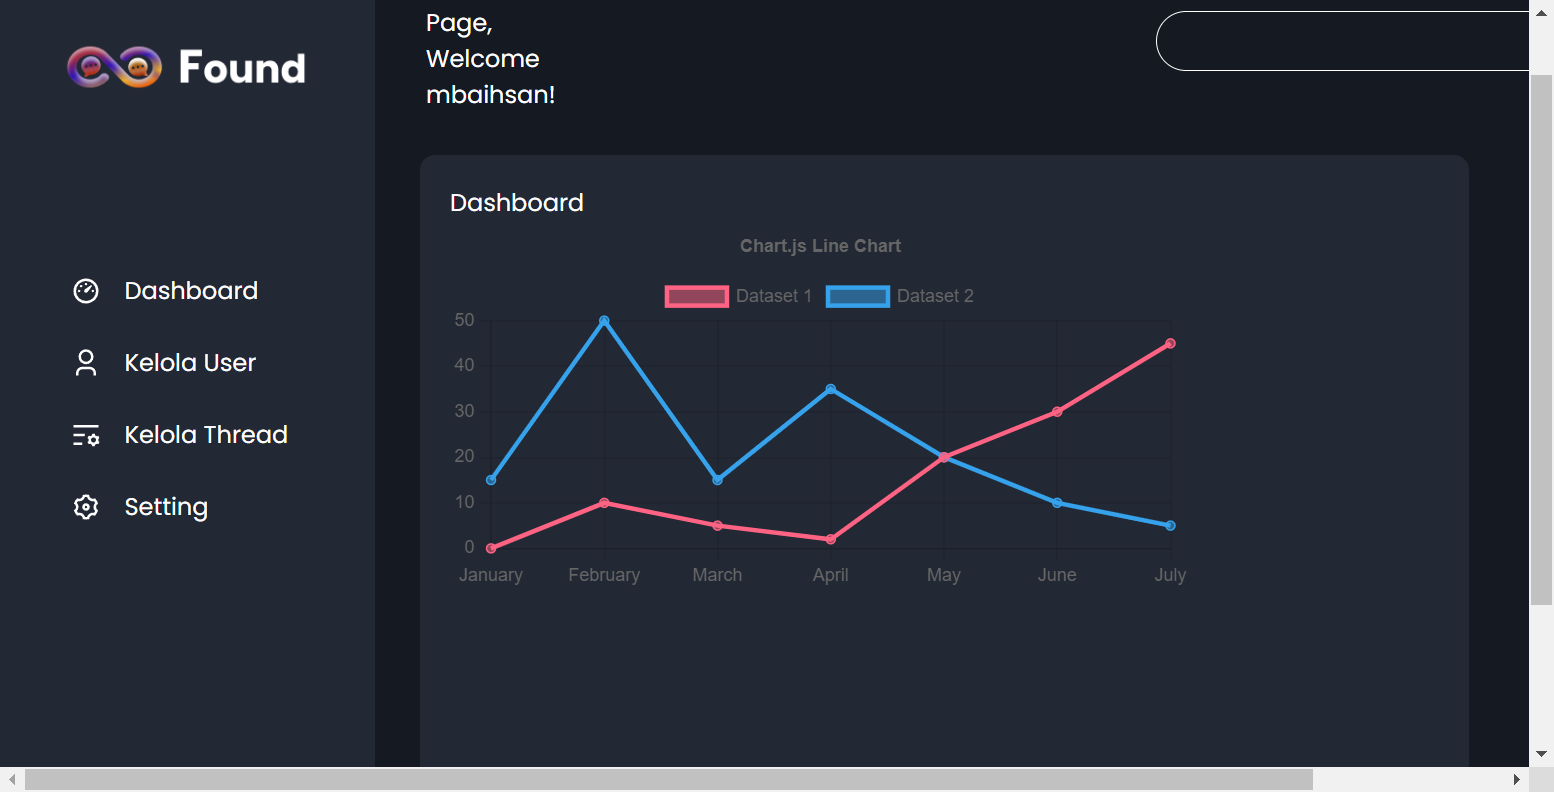 Found
Page,
Welcome
mbaihsan!
Dashboard
Kelola User
Kelola Thread
Setting
Dashboard
Chart.js Line Chart
Dataset 1 Dataset 2
50
40
30
20
10
0
January February March April May June July